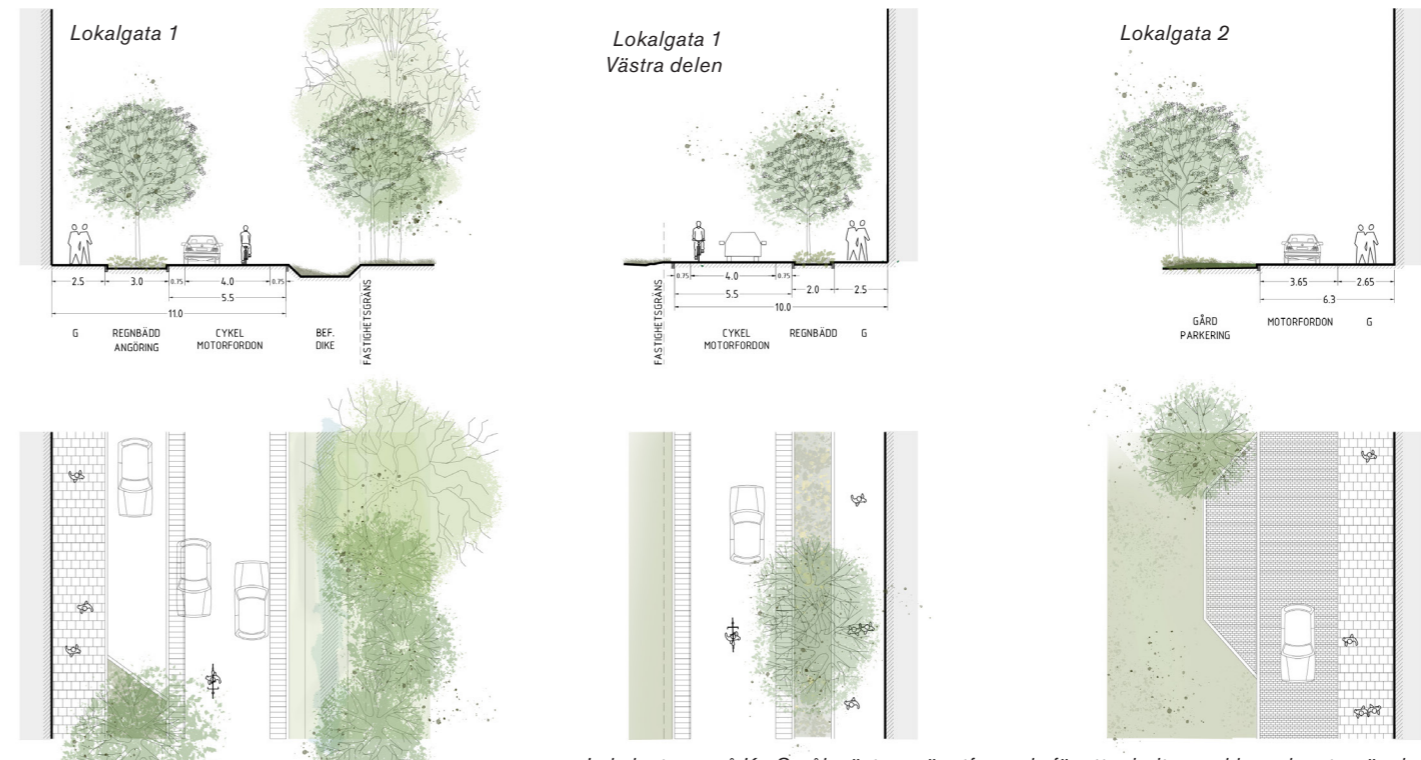 Lokalgata 1
2.5 3.0 0.75 4.0 0.75
5.5
11.0
G REGNBÄDD ANGÖRING CYKEL MOTORFORDON BEF. DIKE
FASTIGHETSGRÄNS
Lokalgata 1
Västra delen
0.75 4.0 0.75 2.0 2.5
5.5
10.0
FASTIGHETSGRÄNS
CYKEL MOTORFORDON REGNBÄDD G
Lokalgata 2
3.65 2.65
6.3
GÅRD PARKERING MOTORFORDON G